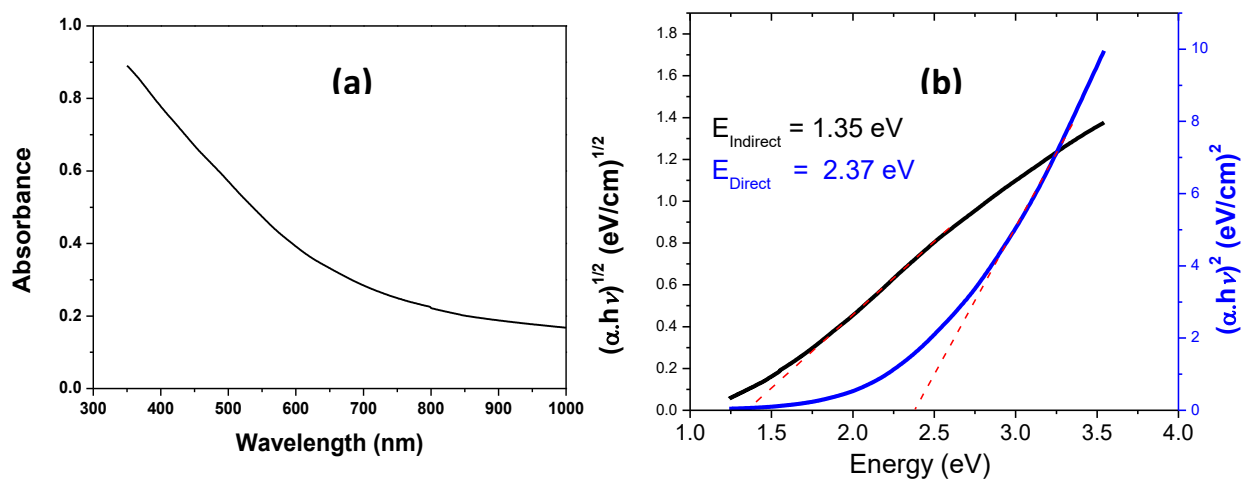 (a)
1.0
0.8
0.6
0.4
0.2
0.0
300 400 500 600 700 800 900 1000
Absorbance
Wavelength (nm)
(b)
E_Indirect = 1.35 eV
E_Direct = 2.37 eV
1.8
1.6
1.4
1.2
1.0
0.8
0.6
0.4
0.2
0.0
1.0 1.5 2.0 2.5 3.0 3.5 4.0
(α.hν)^1/2 (eV/cm)^1/2
Energy (eV)
10
8
6
4
2
0
(α.hν)^2 (eV/cm)^2